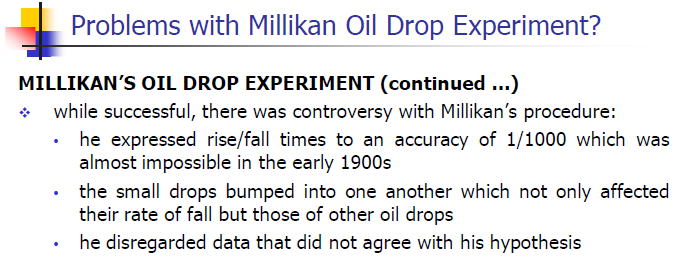 Problems with Millikan Oil Drop Experiment?
MILLIKAN'S OIL DROP EXPERIMENT (continued ...)
❖ while successful, there was controversy with Millikan's procedure:
• he expressed rise/fall times to an accuracy of 1/1000 which was
almost impossible in the early 1900s
• the small drops bumped into one another which not only affected
their rate of fall but those of other oil drops
• he disregarded data that did not agree with his hypothesis